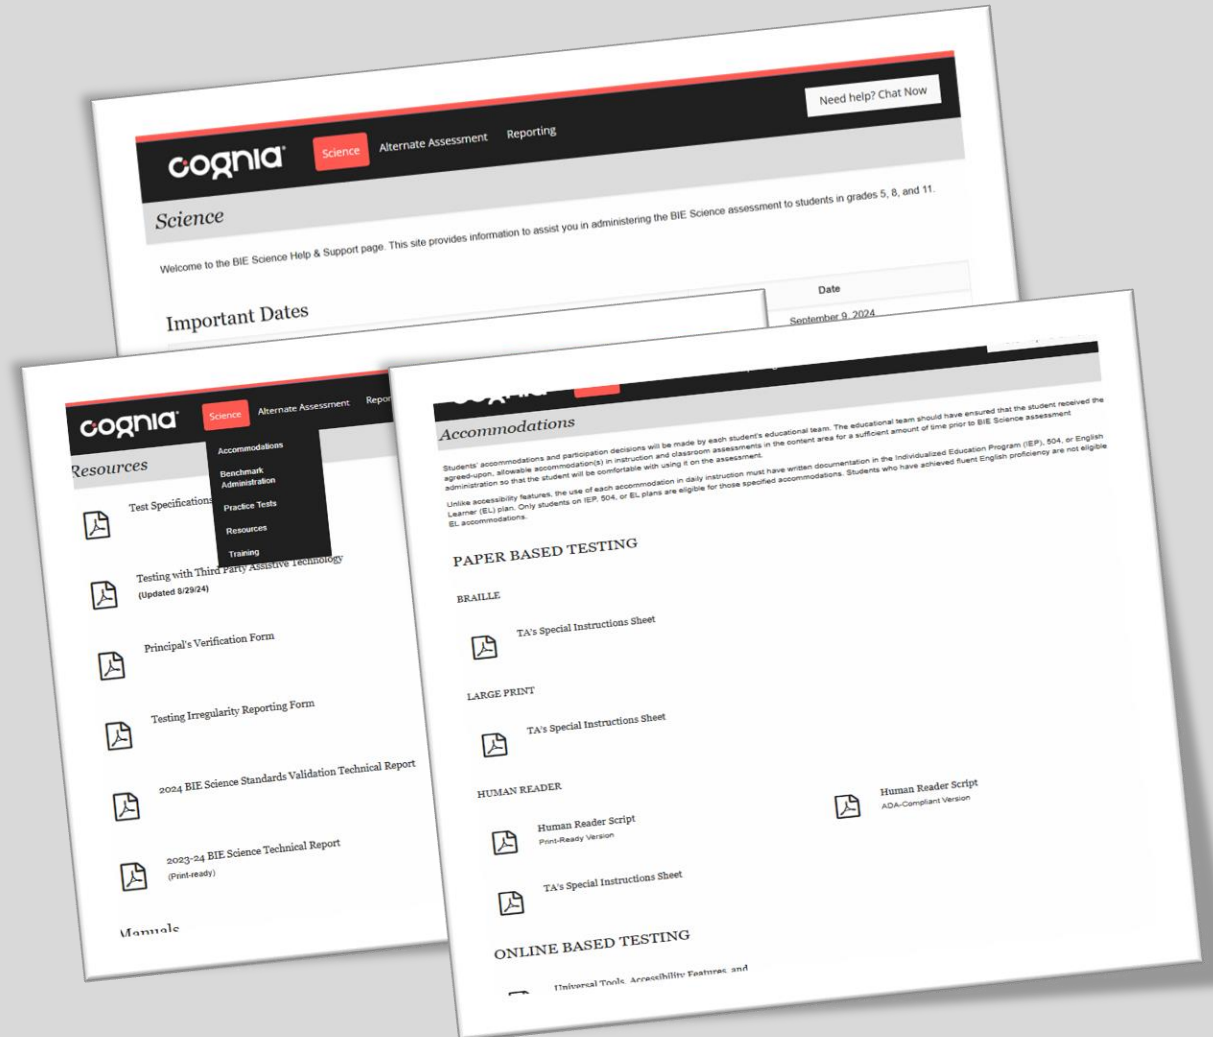 cognia
Science
Alternate Assessment
Reporting
Need help? Chat Now
Science
Welcome to the BIE Science Help & Support page. This site provides information to assist you in administering the BIE Science assessment to students in grades 5, 8, and 11.
Important Dates
Date
September 9, 2024
cognia
Science
Alternate Assessment
Accommodations
Benchmark
Administration
Practice Tests
Resources
Training
Resources
Test Specifications
Testing with Third Party Assistive Technology
(Updated 8/29/24)
Principal's Verification Form
Testing Irregularity Reporting Form
2024 BIE Science Standards Validation Technical Report
2023-24 BIE Science Technical Report
(Print-ready)
Manuals
Accommodations
Students' accommodations and participation decisions will be made by each student's educational team. The educational team should have ensured that the student received the
agreed-upon, allowable accommodation(s) in instruction and classroom assessments in the content area for a sufficient amount of time prior to BIE Science assessment
administration so that the student will be comfortable with using it on the assessment.
Unlike accessibility features, the use of each accommodation in daily instruction must have written documentation in the Individualized Education Program (IEP), 504, or English
Learner (EL) plan. Only students on IEP, 504, or EL plans are eligible for those specified accommodations. Students who have achieved fluent English proficiency are not eligible
EL accommodations.
PAPER BASED TESTING
BRAILLE
TA's Special Instructions Sheet
LARGE PRINT
TA's Special Instructions Sheet
HUMAN READER
Human Reader Script
Print-Ready Version
Human Reader Script
ADA-Compliant Version
TA's Special Instructions Sheet
ONLINE BASED TESTING
Universal Tools, Accessibility Features, and